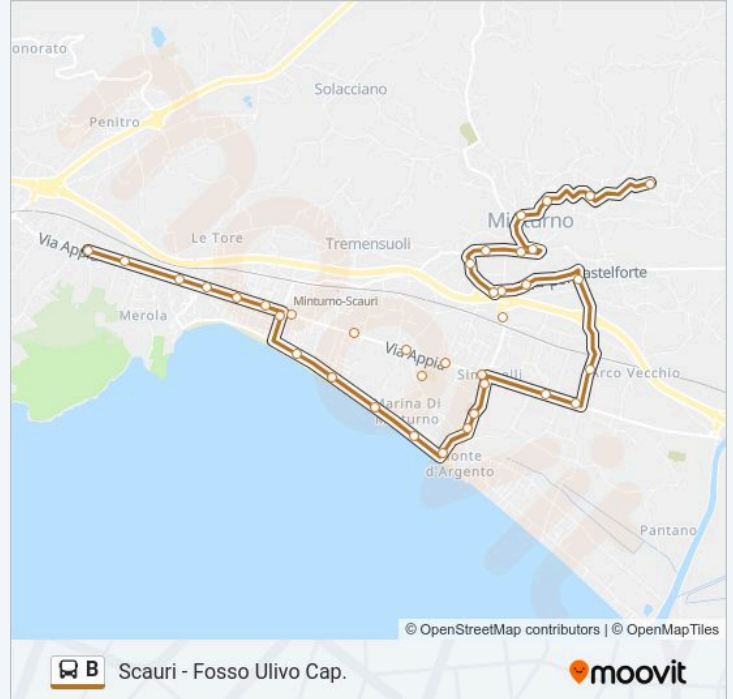 onorato
Solacciano
Penitro
Minturno
Le Tore
Via Appia
Tremensuoli
Castelforte
Minturno-Scauri
Merola
Via Appia
Arco Vecchio
Marina Di
Minturno
Monte
d'Argento
Pantano
© OpenStreetMap contributors | © OpenMapTiles
B Scauri - Fosso Ulivo Cap.
moovit